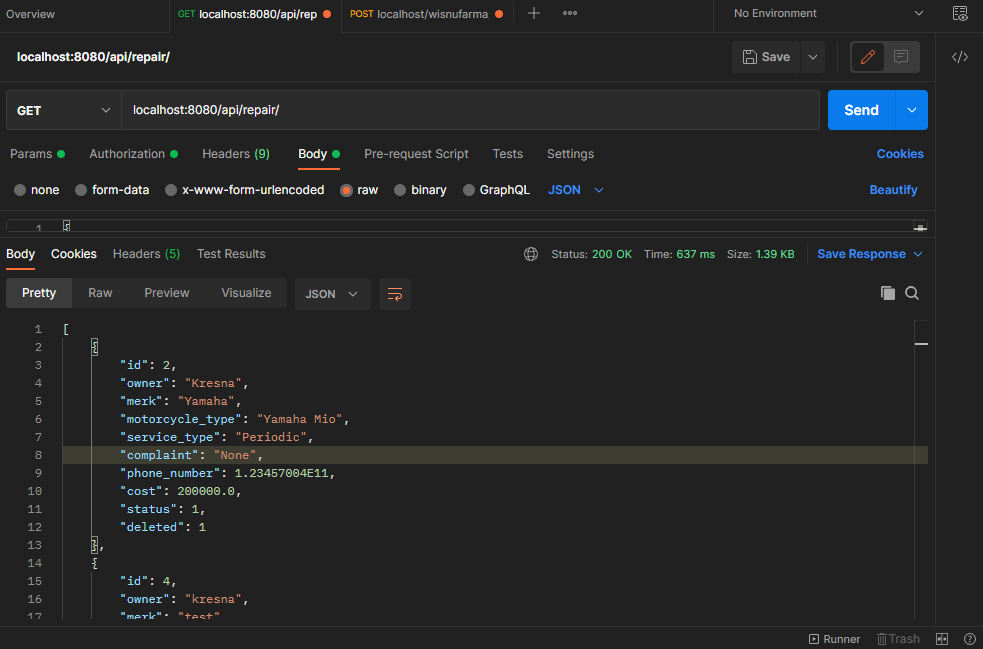 Overview GET localhost:8080/api/rep POST localhost/wisnufarma No Environment
localhost:8080/api/repair/ Save
GET localhost:8080/api/repair/ Send
Params Authorization Headers (9) Body Pre-request Script Tests Settings Cookies
none form-data x-www-form-urlencoded raw binary GraphQL JSON Beautify
1 {
Body Cookies Headers (5) Test Results Status: 200 OK Time: 637 ms Size: 1.39 KB Save Response
Pretty Raw Preview Visualize JSON
1 [
2 {
3 "id": 2,
4 "owner": "Kresna",
5 "merk": "Yamaha",
6 "motorcycle_type": "Yamaha Mio",
7 "service_type": "Periodic",
8 "complaint": "None",
9 "phone_number": 1.23457004E11,
10 "cost": 200000.0,
11 "status": 1,
12 "deleted": 1
13 },
14 {
15 "id": 4,
16 "owner": "kresna",
17 "merk": "test"
Runner Trash